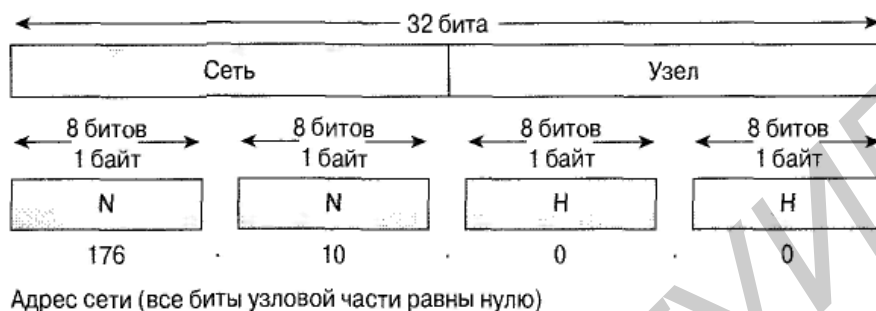 32 бита
Сеть Узел
8 битов 8 битов 8 битов 8 битов
1 байт 1 байт 1 байт 1 байт
N N H H
176 . 10 . 0 . 0
Адрес сети (все биты узловой части равны нулю)